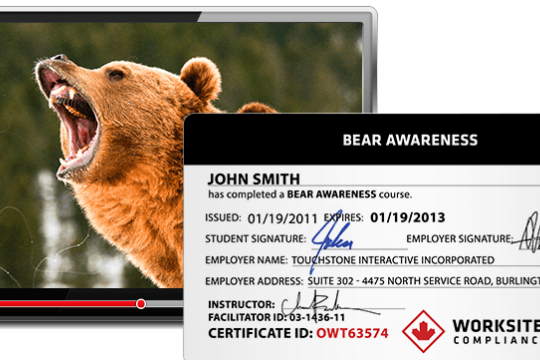 BEAR AWARENESS
JOHN SMITH
has completed a BEAR AWARENESS course.
ISSUED: 01/19/2011 EXPIRES: 01/19/2013
STUDENT SIGNATURE: John EMPLOYER SIGNATURE:
EMPLOYER NAME: TOUCHSTONE INTERACTIVE INCORPORATED
EMPLOYER ADDRESS: SUITE 302 - 4475 NORTH SERVICE ROAD, BURLINGT
INSTRUCTOR:
FACILITATOR ID: 03-1436-11
CERTIFICATE ID: OWT63574
WORKSITE
COMPLIANC